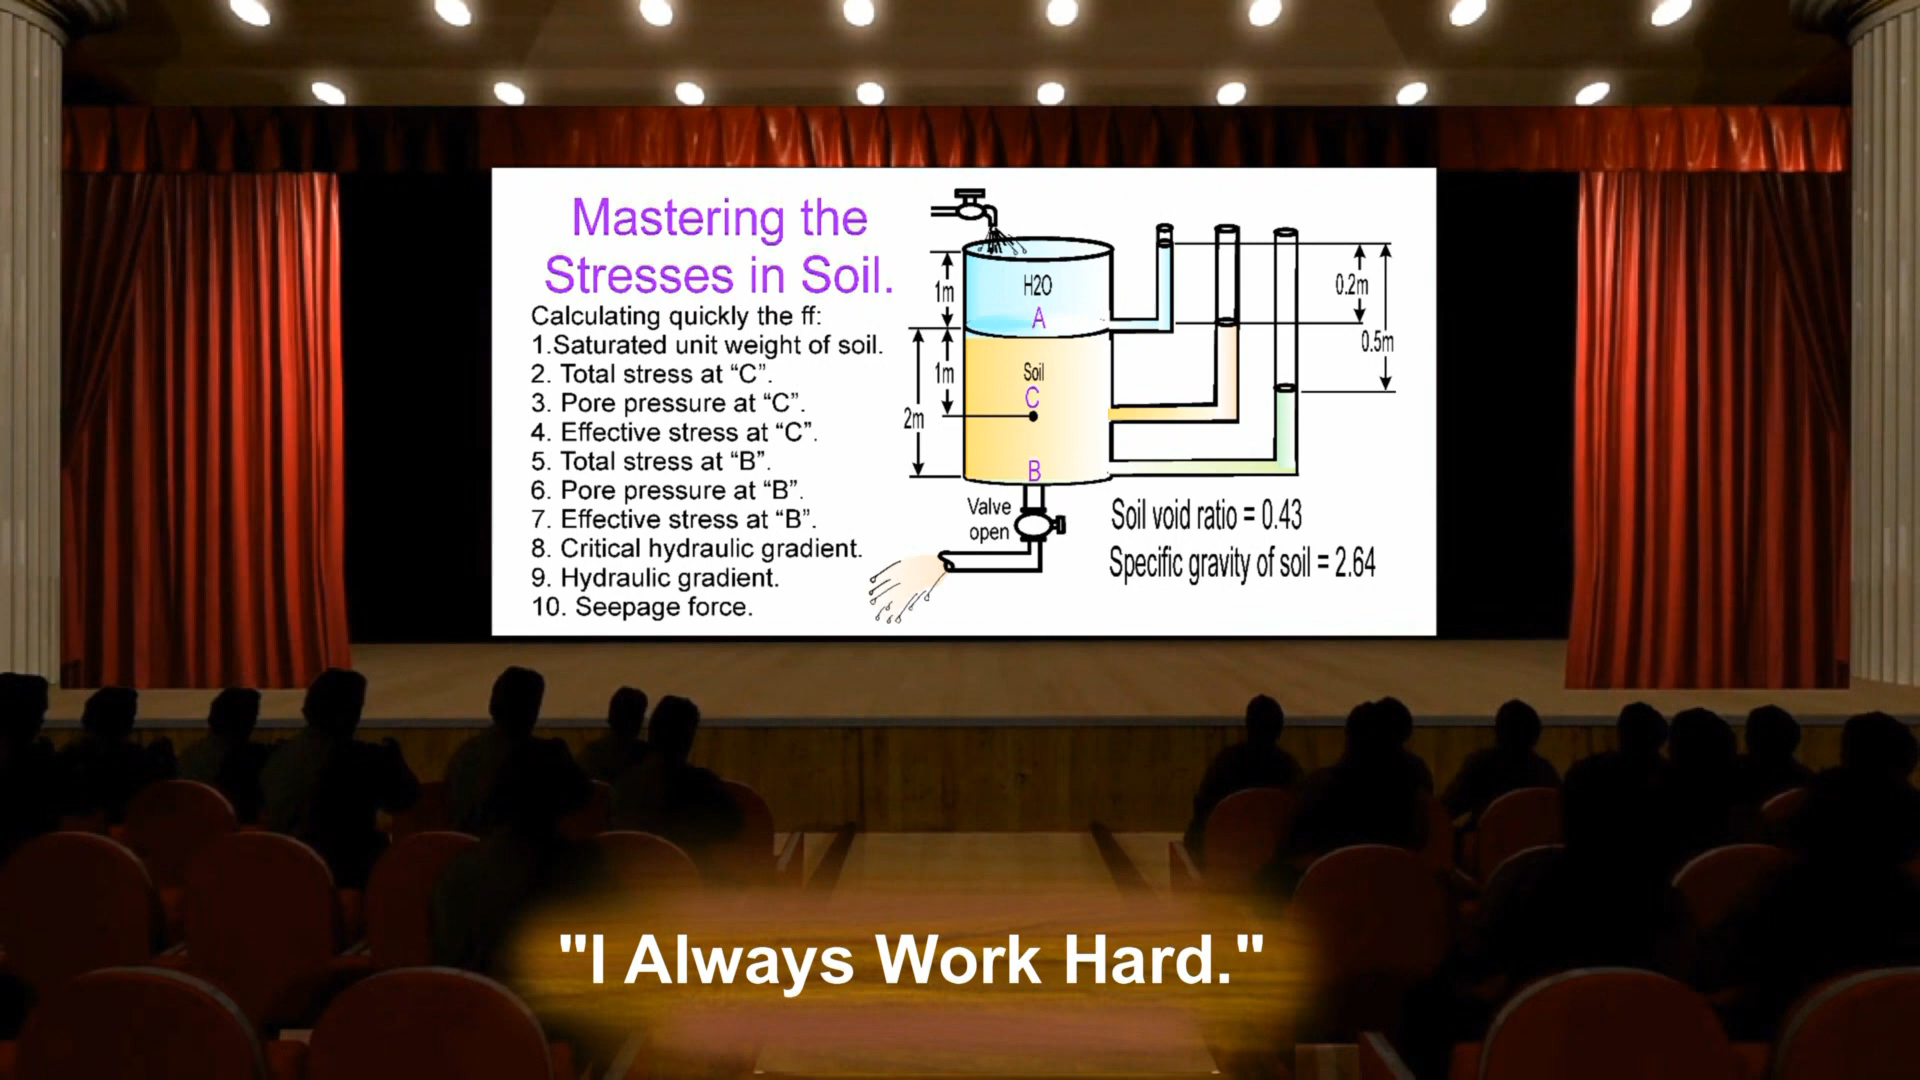 Mastering the
Stresses in Soil.
Calculating quickly the ff:
1.Saturated unit weight of soil.
2. Total stress at “C”.
3. Pore pressure at “C”.
4. Effective stress at “C”.
5. Total stress at “B”.
6. Pore pressure at “B”.
7. Effective stress at “B”.
8. Critical hydraulic gradient.
9. Hydraulic gradient.
10. Seepage force.
H2O
1m
A
0.2m
0.5m
Soil
1m
C
2m
B
Valve
open
Soil void ratio = 0.43
Specific gravity of soil = 2.64
"I Always Work Hard."